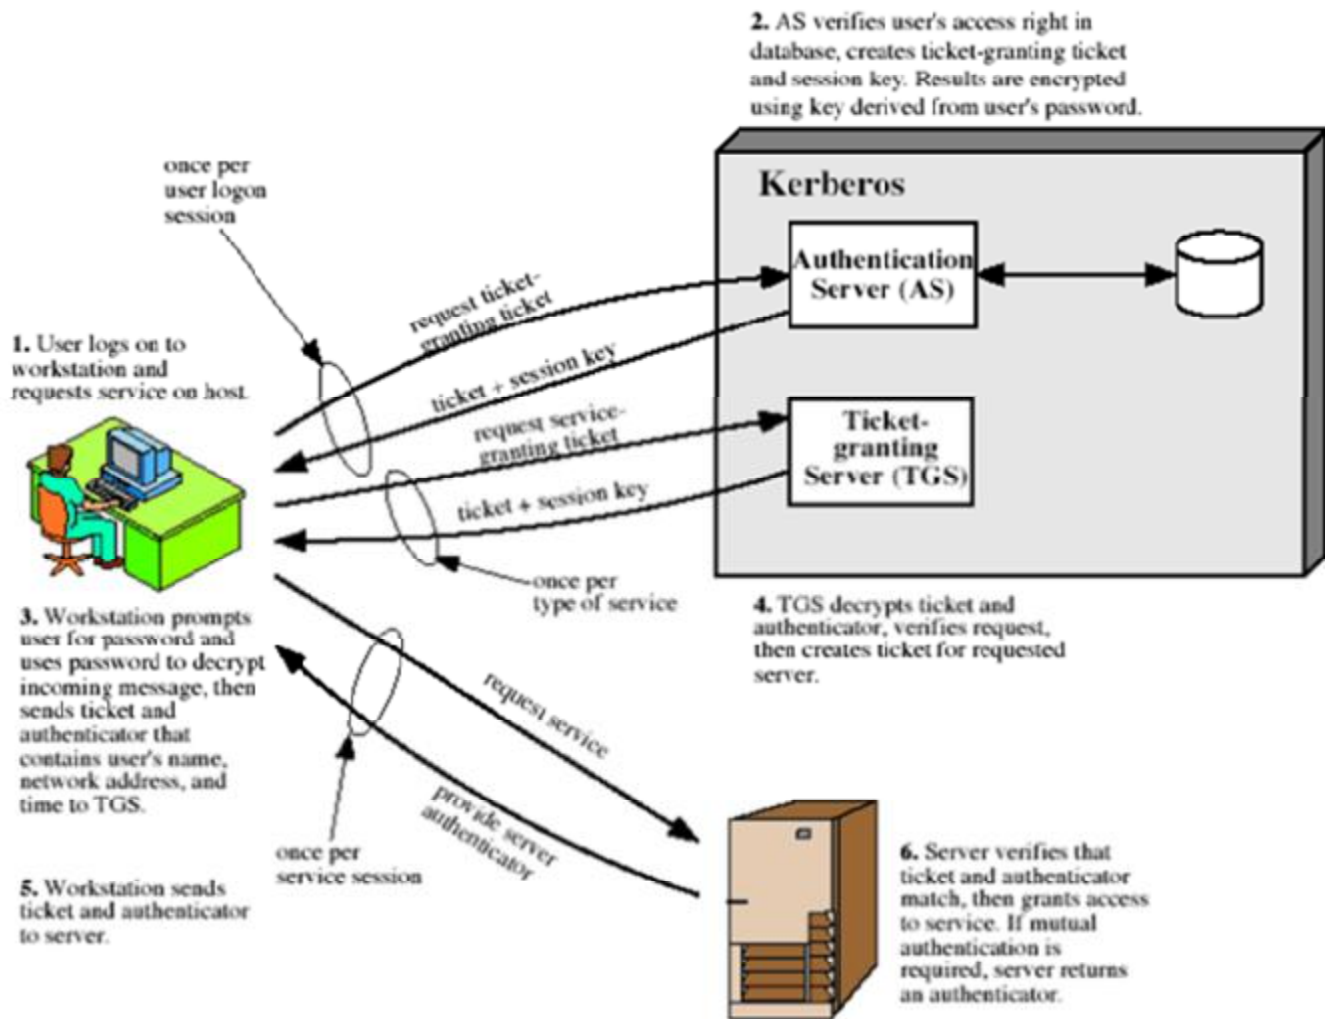 2. AS verifies user's access right in
database, creates ticket-granting ticket
and session key. Results are encrypted
using key derived from user's password.
once per
user logon
session
Kerberos
Authentication
Server (AS)
request ticket-
granting ticket
1. User logs on to
workstation and
requests service on host.
ticket + session key
request service-
granting ticket
Ticket-
granting
Server (TGS)
ticket + session key
once per
type of service
3. Workstation prompts
user for password and
uses password to decrypt
incoming message, then
sends ticket and
authenticator that
contains user's name,
network address, and
time to TGS.
4. TGS decrypts ticket and
authenticator, verifies request,
then creates ticket for requested
server.
request service
provide server
authenticator
once per
service session
5. Workstation sends
ticket and authenticator
to server.
6. Server verifies that
ticket and authenticator
match, then grants access
to service. If mutual
authentication is
required, server returns
an authenticator.